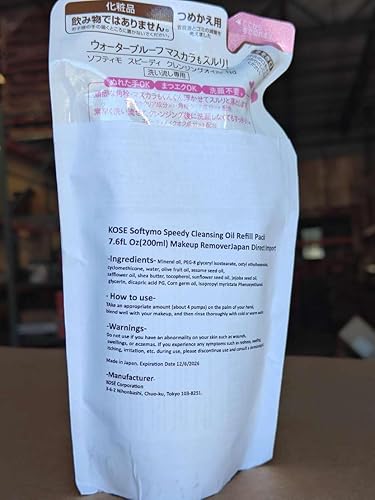 化粧品
つめかえ用
飲み物ではありません。
ウォータープルーフマスカラもスルリ!
ソフティモ スピーディ クレンジングオイル
洗い流し専用
ぬれた手OK まつエクOK 洗顔不要
KOSE Softymo Speedy Cleansing Oil Refill Pack
7.6fL Oz(200ml) Makeup RemoverJapan Direct Import
-Ingredients- Mineral oil, PEG-8 glyceryl isostearate, cetyl ethylhexanoate,
cyclomethicone, water, olive fruit oil, sesame seed oil,
safflower oil, shea butter, tocopherol, sunflower seed oil, jojoba seed oil,
glycerin, dicapric acid PG, Corn germ oil, isopropyl myristate Phenoxyethanol
- How to use-
TAke an appropriate amount (about 4 pumps) on the palm of your hand,
blend well with your makeup, and then rinse thoroughly with cold or warm water.
-Warnings-
Do not use if you have an abnormality on your skin such as wounds,
swellings, or eczemas. If you experience any symptoms such as redness, swelling,
itching, irritation, etc. during use, please discontinue use and consult a
Made in Japan. Expiration Date 12/6/2026
-Manufacturer-
KOSÉ Corporation
3-6-2 Nihonbashi, Chuo-ku, Tokyo 103-8251.